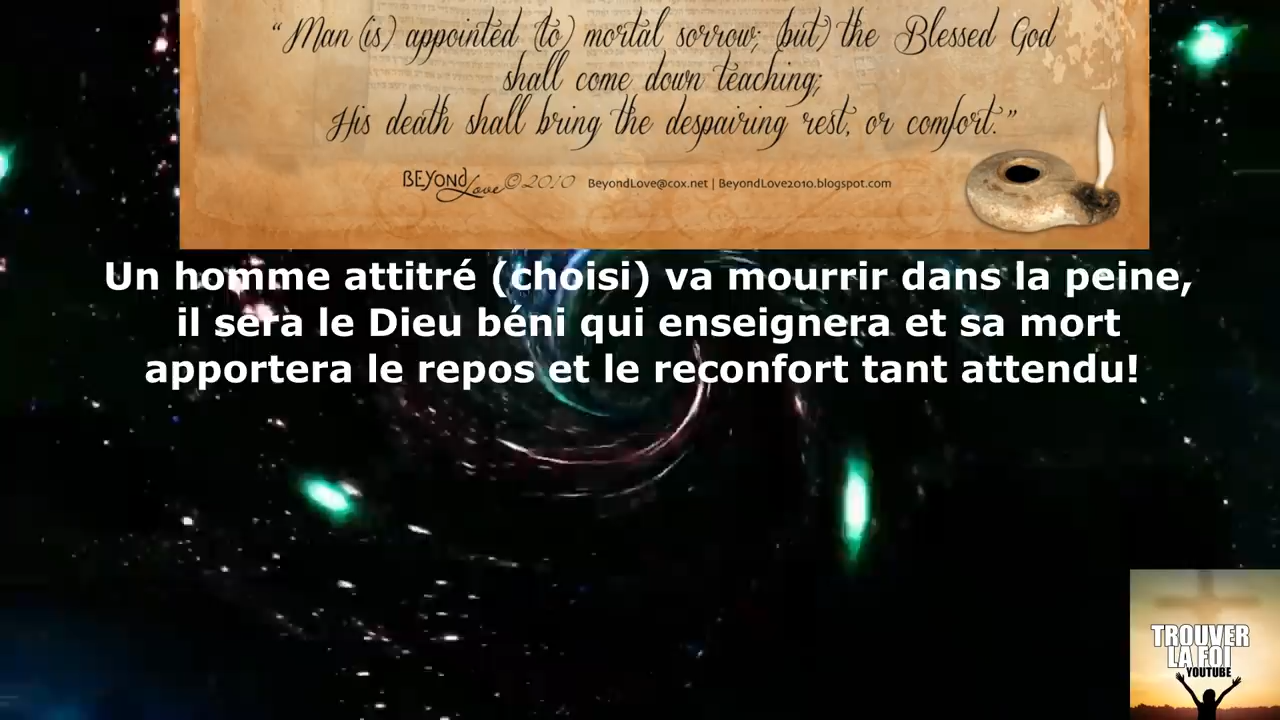 “Man (is) appointed (to) mortal sorrow; (but) the Blessed God
shall come down teaching;
His death shall bring the despairing rest, or comfort.”
BEYOND Love © 2010 BeyondLove@cox.net | BeyondLove2010.blogspot.com
Un homme attitré (choisi) va mourrir dans la peine,
il sera le Dieu béni qui enseignera et sa mort
apportera le repos et le reconfort tant attendu!
TROUVER
LA FOI
YOUTUBE